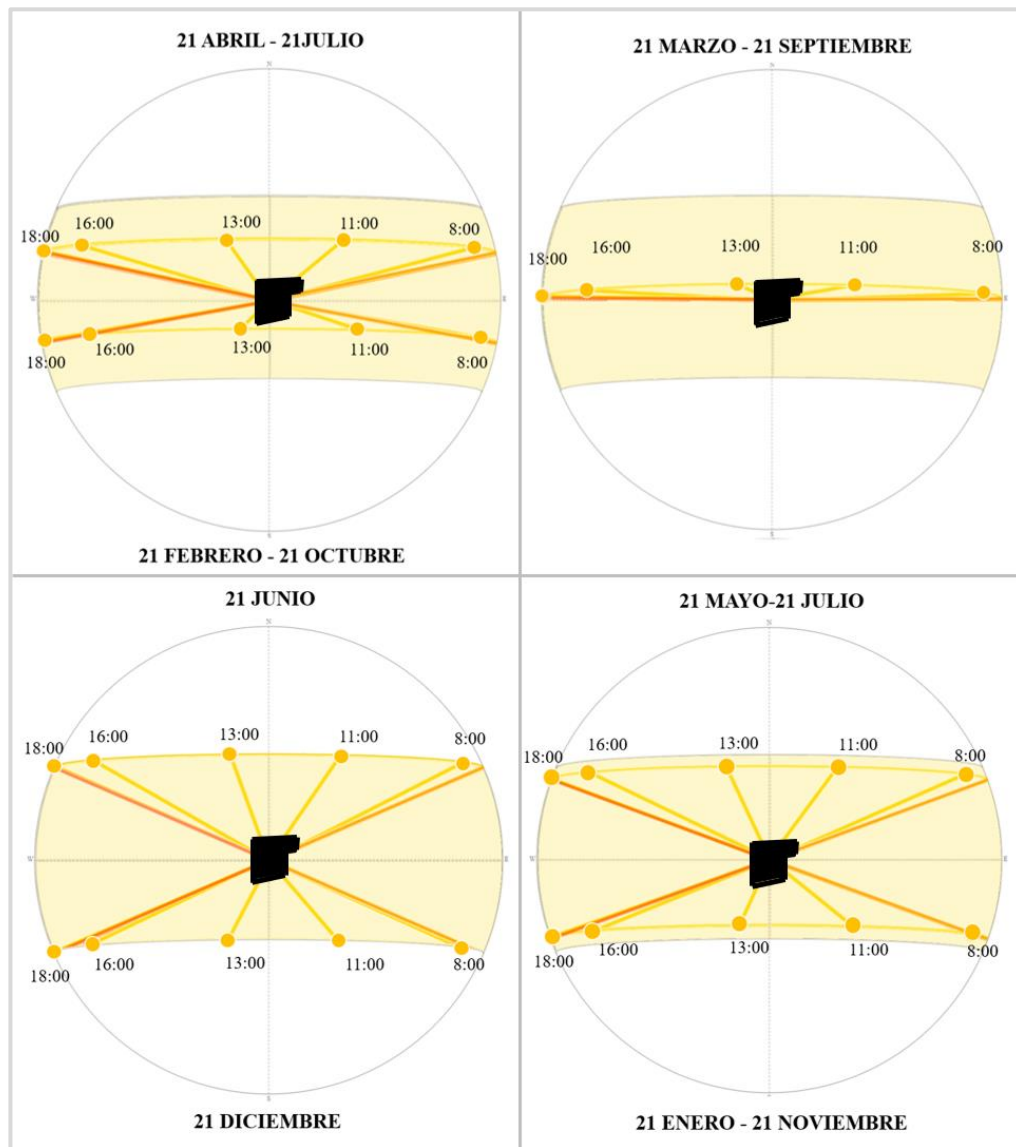 21 ABRIL - 21JULIO
N
16:00
13:00
11:00
18:00
8:00
W
E
16:00
13:00
11:00
8:00
18:00
21 FEBRERO - 21 OCTUBRE
21 MARZO - 21 SEPTIEMBRE
N
16:00
13:00
11:00
8:00
18:00
E
21 JUNIO
N
16:00
13:00
11:00
18:00
8:00
W
E
18:00
16:00
13:00
11:00
8:00
21 DICIEMBRE
21 MAYO-21 JULIO
N
16:00
13:00
11:00
18:00
8:00
W
E
18:00
16:00
13:00
11:00
8:00
21 ENERO - 21 NOVIEMBRE